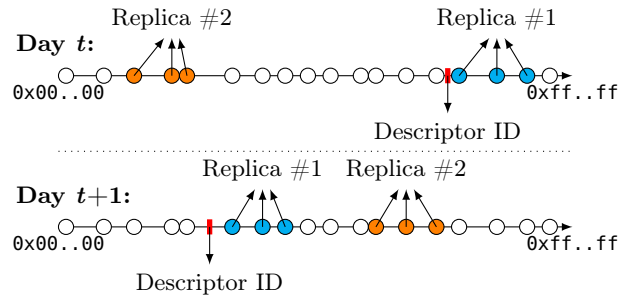 Replica #2 Replica #1
Day t:
0x00..00 0xff..ff
Descriptor ID
Replica #1 Replica #2
Day t+1:
0x00..00 0xff..ff
Descriptor ID